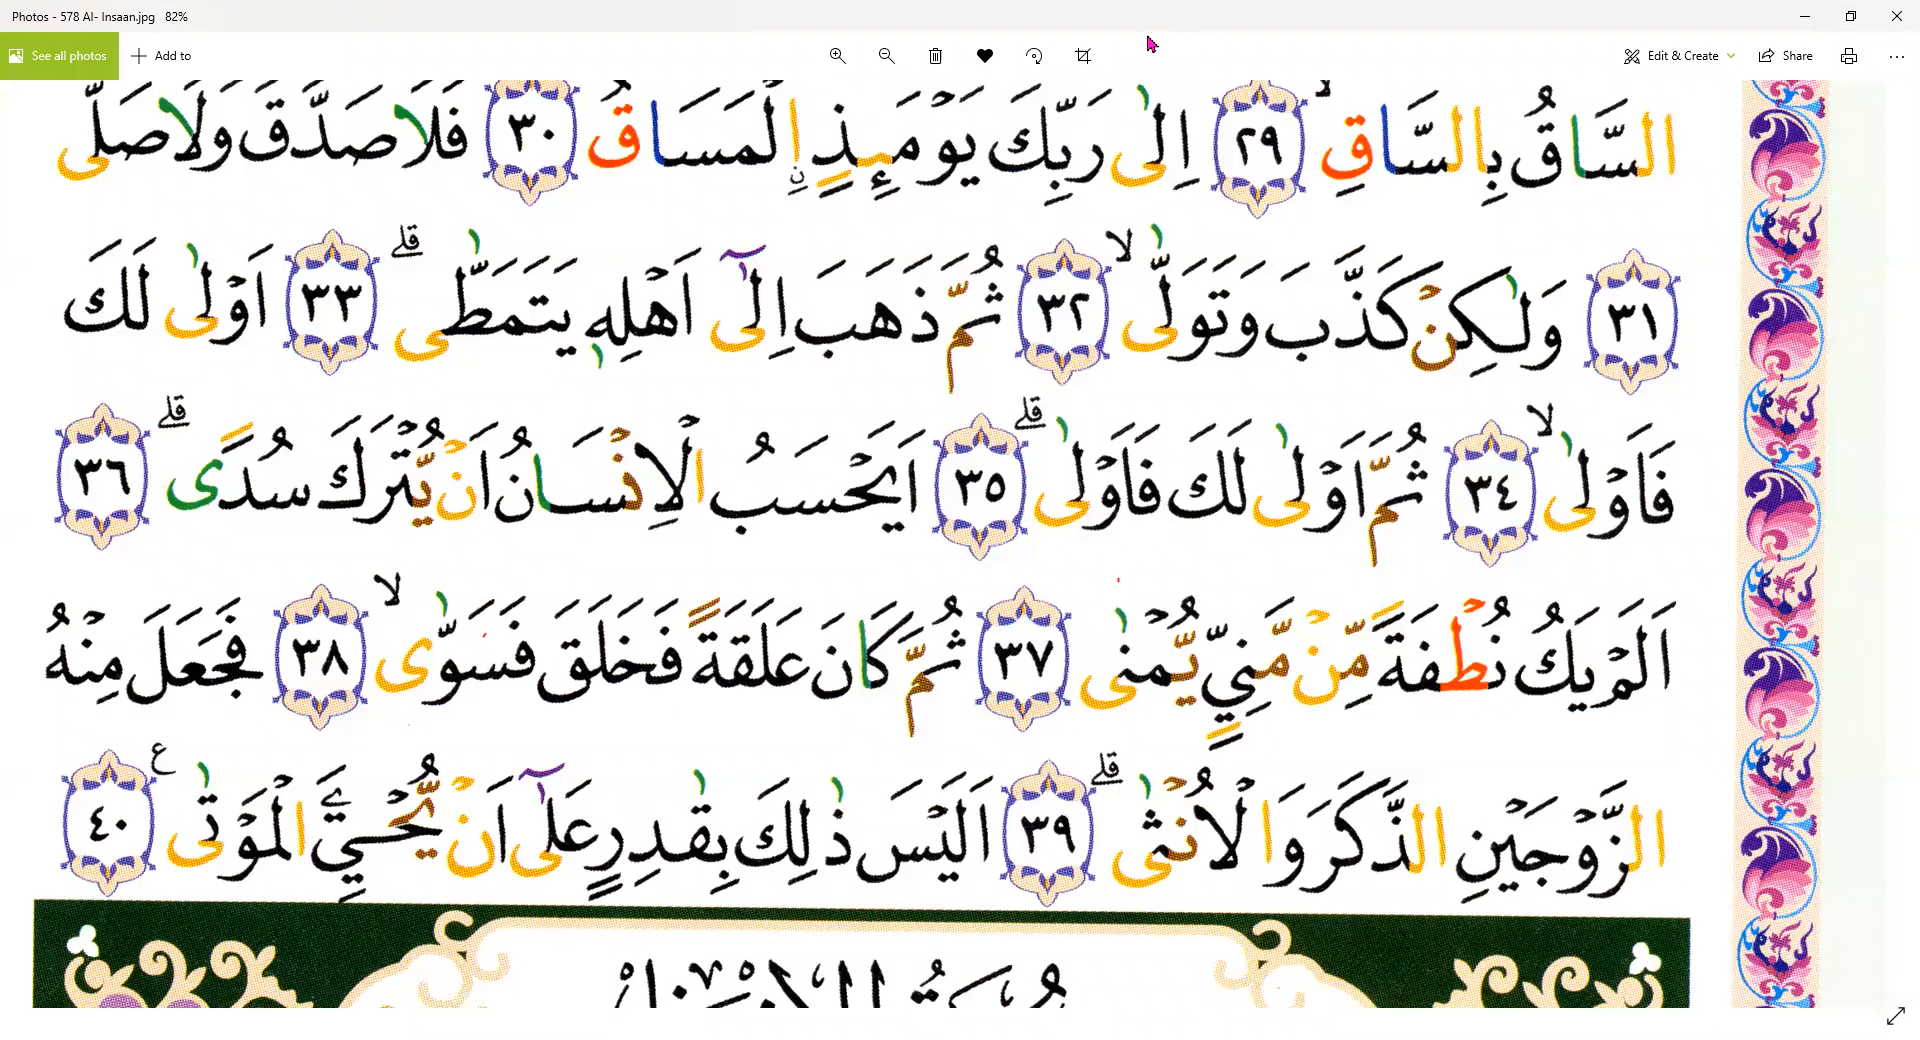 Photos - 578 Al- Insaan.jpg 82%
See all photos
Add to
Edit & Create
Share
السَّاقُ بِالسَّاقِ ۙ ٢٩ اِلٰى رَبِّكَ يَوْمَئِذِ ۨالْمَسَاقُ ٣٠ فَلَا صَدَّقَ وَلَا صَلّٰى
٣١ وَلٰكِنْ كَذَّبَ وَتَوَلّٰى ۙ ٣٢ ثُمَّ ذَهَبَ اِلٰٓى اَهْلِهٖ يَتَمَطّٰى ۗ ٣٣ اَوْلٰى لَكَ
فَاَوْلٰى ۙ ٣٤ ثُمَّ اَوْلٰى لَكَ فَاَوْلٰى ۗ ٣٥ اَيَحْسَبُ الْاِنْسَانُ اَنْ يُّتْرَكَ سُدًى ۗ ٣٦
اَلَمْ يَكُ نُطْفَةً مِّنْ مَّنِيٍّ يُّمْنٰى ٣٧ ثُمَّ كَانَ عَلَقَةً فَخَلَقَ فَسَوّٰى ۙ ٣٨ فَجَعَلَ مِنْهُ
الزَّوْجَيْنِ الذَّكَرَ وَالْاُنْثٰى ۗ ٣٩ اَلَيْسَ ذٰلِكَ بِقٰدِرٍ عَلٰٓى اَنْ يُّحْيِۦَ الْمَوْتٰى ࣖ ٤٠